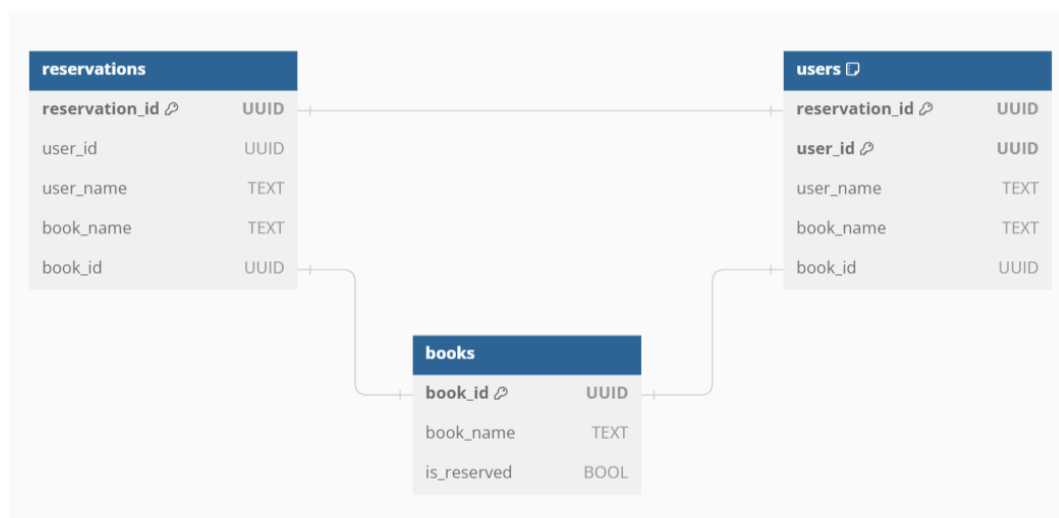 reservations
reservation_id UUID
user_id UUID
user_name TEXT
book_name TEXT
book_id UUID
users
reservation_id UUID
user_id UUID
user_name TEXT
book_name TEXT
book_id UUID
books
book_id UUID
book_name TEXT
is_reserved BOOL